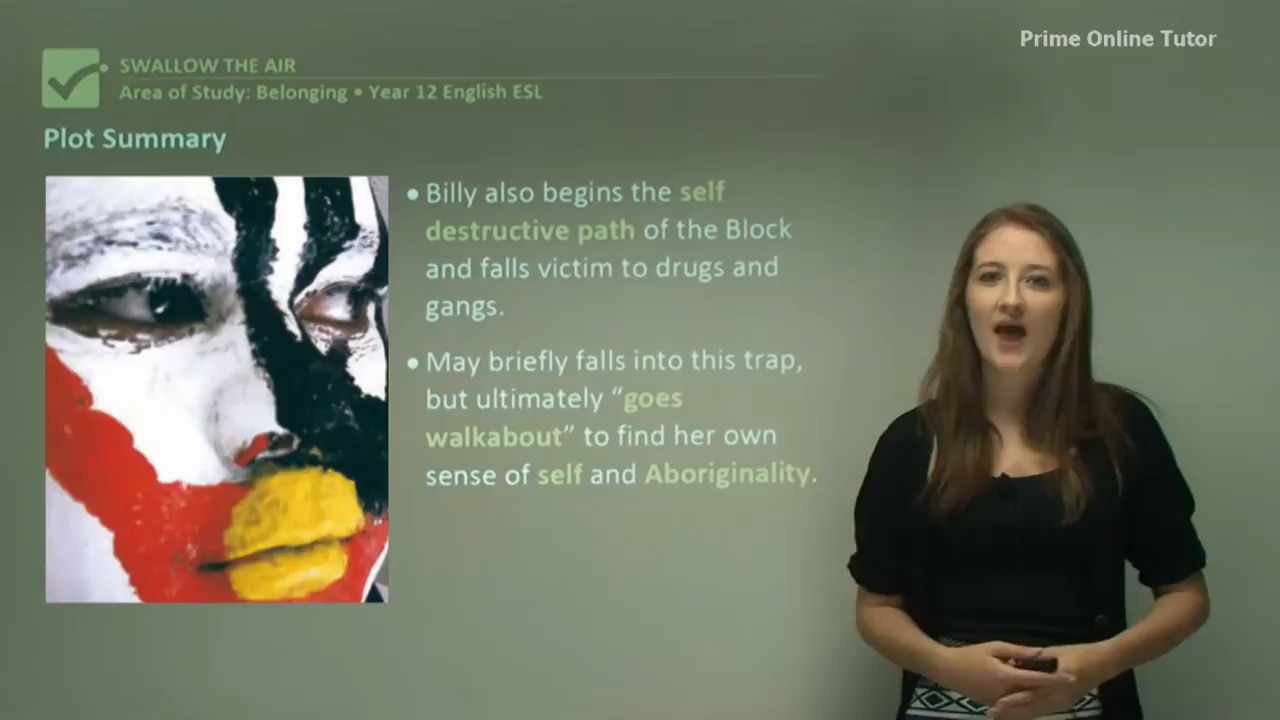 Prime Online Tutor
SWALLOW THE AIR
Area of Study: Belonging • Year 12 English ESL
Plot Summary
• Billy also begins the self
destructive path of the Block
and falls victim to drugs and
gangs.
• May briefly falls into this trap,
but ultimately “goes
walkabout” to find her own
sense of self and Aboriginality.